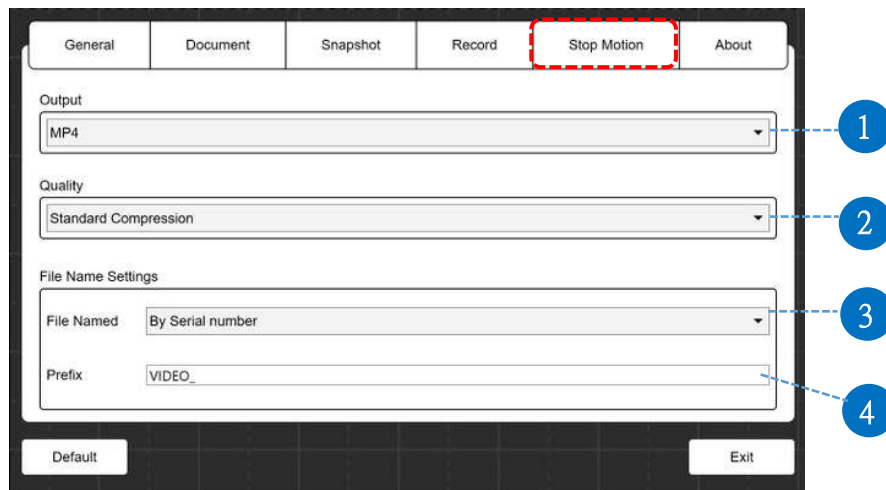 General Document Snapshot Record Stop Motion About
Output
MP4
1
Quality
Standard Compression
2
File Name Settings
File Named By Serial number
3
Prefix VIDEO_
4
Default Exit